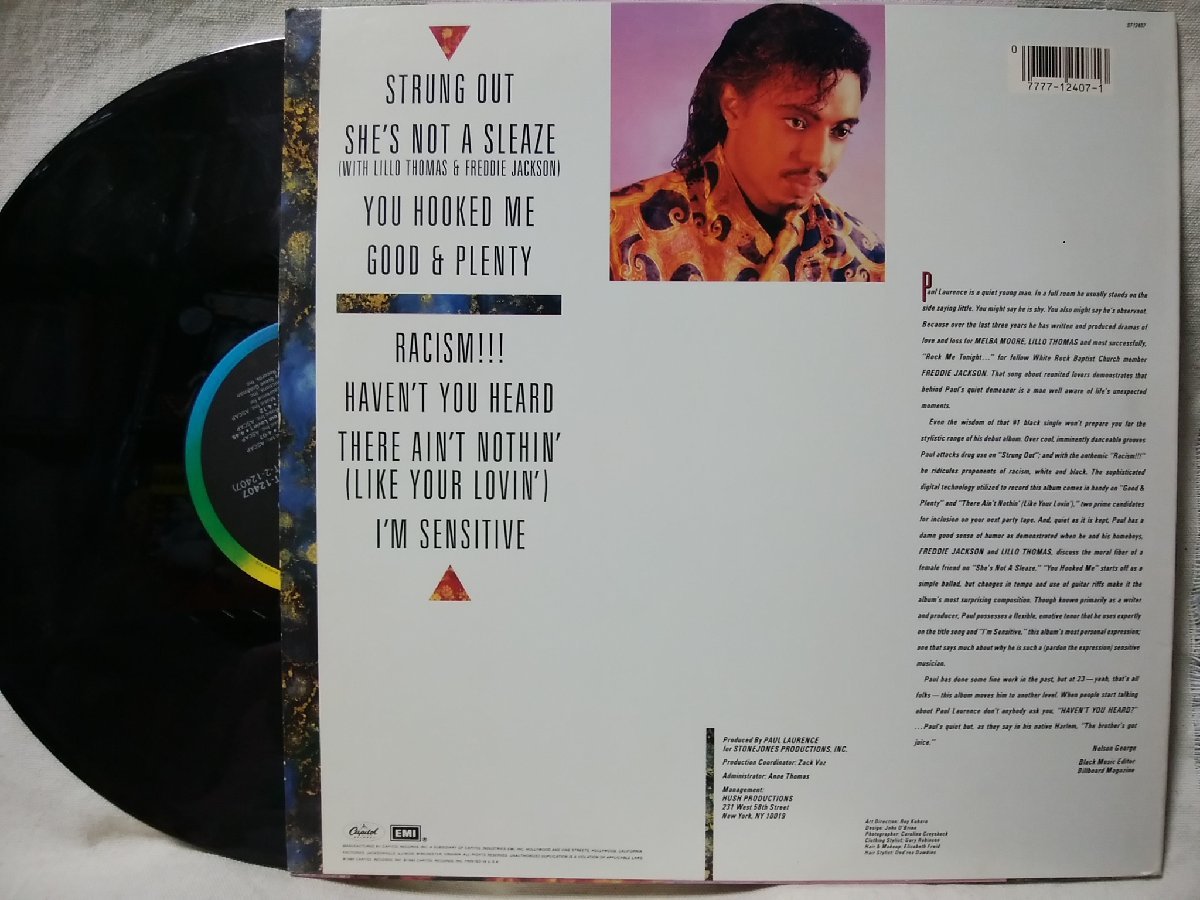 STRUNG OUT
SHE'S NOT A SLEAZE
(WITH LILLO THOMAS & FREDDIE JACKSON)
YOU HOOKED ME
GOOD & PLENTY
RACISM!!!
HAVEN'T YOU HEARD
THERE AIN'T NOTHIN'
(LIKE YOUR LOVIN')
I'M SENSITIVE
0
7777-12407-1
Paul Laurence is a quiet young man. In a full room he usually stands on the
side saying little. You might say he is shy. You also might say he's observant.
Because over the last three years he has written and produced dramas of
love and loss for MELBA MOORE, LILLO THOMAS and most successfully,
"Rock Me Tonight..." for fellow White Rock Baptist Church member
FREDDIE JACKSON. That song about reunited lovers demonstrates that
behind Paul's quiet demeanor is a man well aware of life's unexpected
moments.
Even the wisdom of that #1 black single won't prepare you for the
stylistic range of his debut album. Over cool, imminently danceable grooves
Paul attacks drug use on "Strung Out"; and with the anthemic "Racism!!!"
he ridicules proponents of racism, white and black. The sophisticated
digital technology utilized to record this album comes in handy on "Good &
Plenty" and "There Ain't Nothin' (Like Your Lovin')," two prime candidates
for inclusion on your next party tape. And, quiet as it is kept, Paul has a
damn good sense of humor as demonstrated when he and his homeboys,
FREDDIE JACKSON and LILLO THOMAS, discuss the moral fiber of a
female friend on "She's Not A Sleaze." "You Hooked Me" starts off as a
simple ballad, but changes in tempo and use of guitar riffs make it the
album's most surprising composition. Though known primarily as a writer
and producer, Paul possesses a flexible, emotive tenor that he uses expertly
on the title song and "I'm Sensitive," this album's most personal expression;
one that says much about why he is such a (pardon the expression) sensitive
musician.
Paul has done some fine work in the past, but at 23—yeah, that's all
folks—this album moves him to another level. When people start talking
about Paul Laurence don't anybody ask you, "HAVEN'T YOU HEARD?"
...Paul's quiet but, as they say in his native Harlem, "The brother's got
juice."
Nelson George
Black Music Editor
Billboard Magazine
Produced By PAUL LAURENCE
for STONEJONES PRODUCTIONS, INC.
Production Coordinator: Zack Vaz
Administrator: Anne Thomas
Management:
HUSH PRODUCTIONS
231 West 58th Street
New York, NY 10019
Art Direction: Roy Kohara
Design: John O'Brien
Photographer: Caroline Greyshock
Clothing Stylist: Gary Robinson
Hair & Makeup: Elizabeth Freid
Capitol
EMI